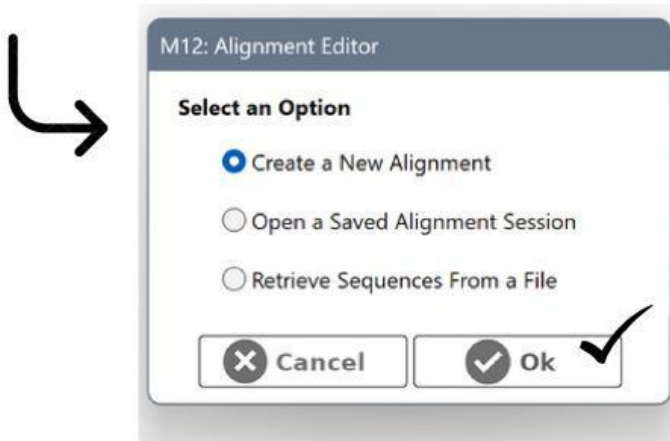 M12: Alignment Editor
Select an Option
Create a New Alignment
Open a Saved Alignment Session
Retrieve Sequences From a File
Cancel Ok